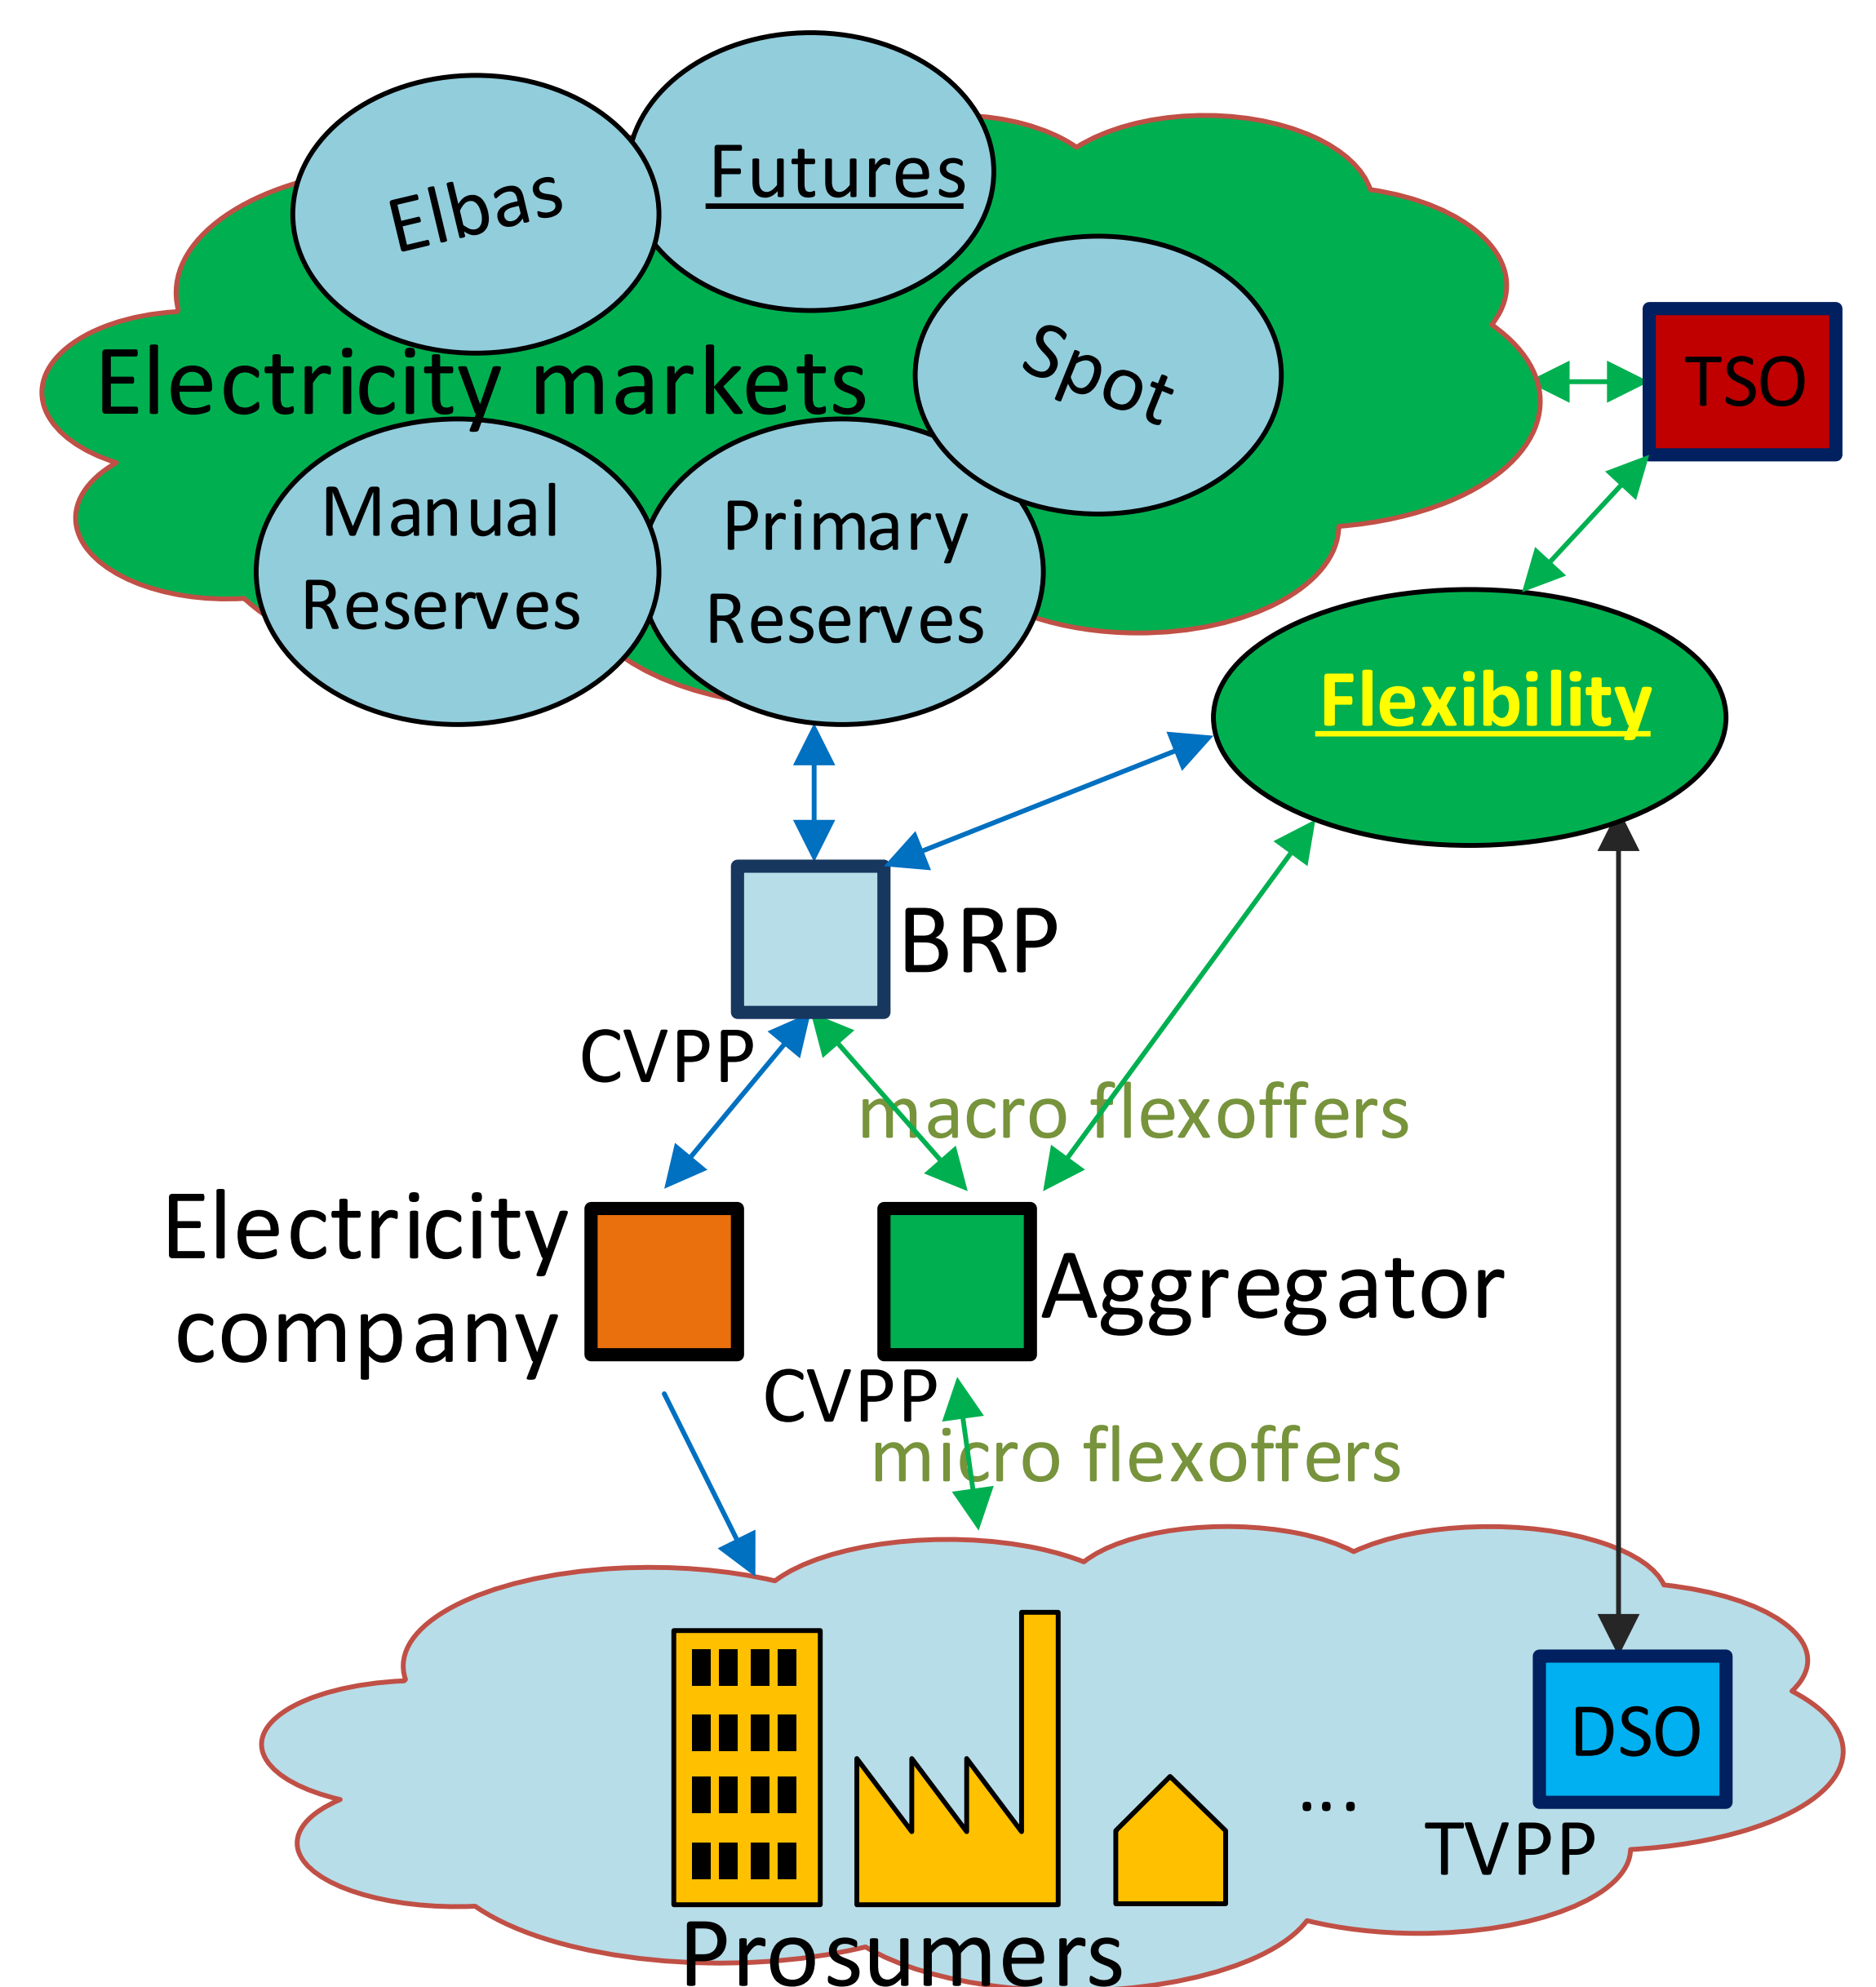 Futures
Elbas
Spot
Electricity markets
TSO
Manual
Reserves
Primary
Reserves
Flexibility
BRP
CVPP
macro flexoffers
Electricity
company
Aggregator
CVPP
micro flexoffers
DSO
...
TVPP
Prosumers